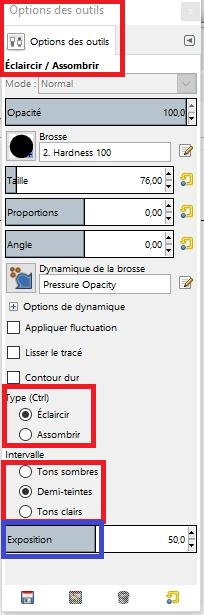 Options des outils
Options des outils
Éclaircir / Assombrir
Mode : Normal
Opacité 100,0
Brosse
2. Hardness 100
Taille 76,00
Proportions 0,00
Angle 0,00
Dynamique de la brosse
Pressure Opacity
Options de dynamique
Appliquer fluctuation
Lisser le tracé
Contour dur
Type (Ctrl)
Éclaircir
Assombrir
Intervalle
Tons sombres
Demi-teintes
Tons clairs
Exposition 50,0